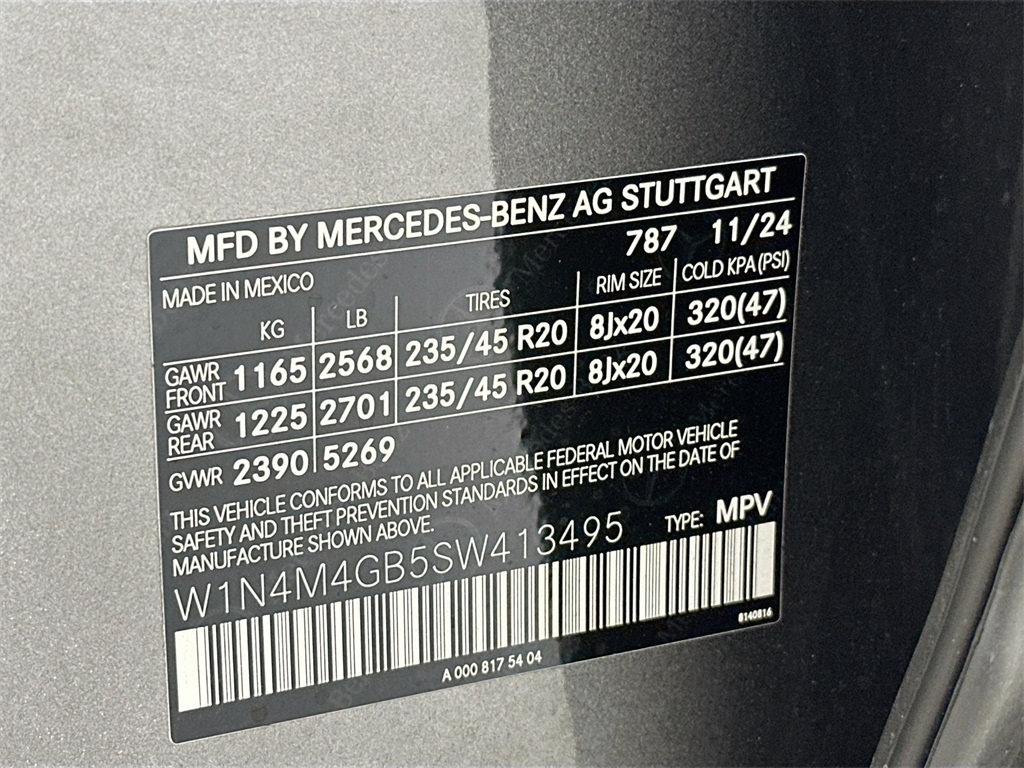 MFD BY MERCEDES-BENZ AG STUTTGART
787 11/24
MADE IN MEXICO
KG LB TIRES RIM SIZE COLD KPA (PSI)
GAWR FRONT 1165 2568 235/45 R20 8Jx20 320(47)
GAWR REAR 1225 2701 235/45 R20 8Jx20 320(47)
GVWR 2390 5269
THIS VEHICLE CONFORMS TO ALL APPLICABLE FEDERAL MOTOR VEHICLE
SAFETY AND THEFT PREVENTION STANDARDS IN EFFECT ON THE DATE OF
MANUFACTURE SHOWN ABOVE.
W1N4M4GB5SW413495 TYPE: MPV
8140816
A 000 817 54 04